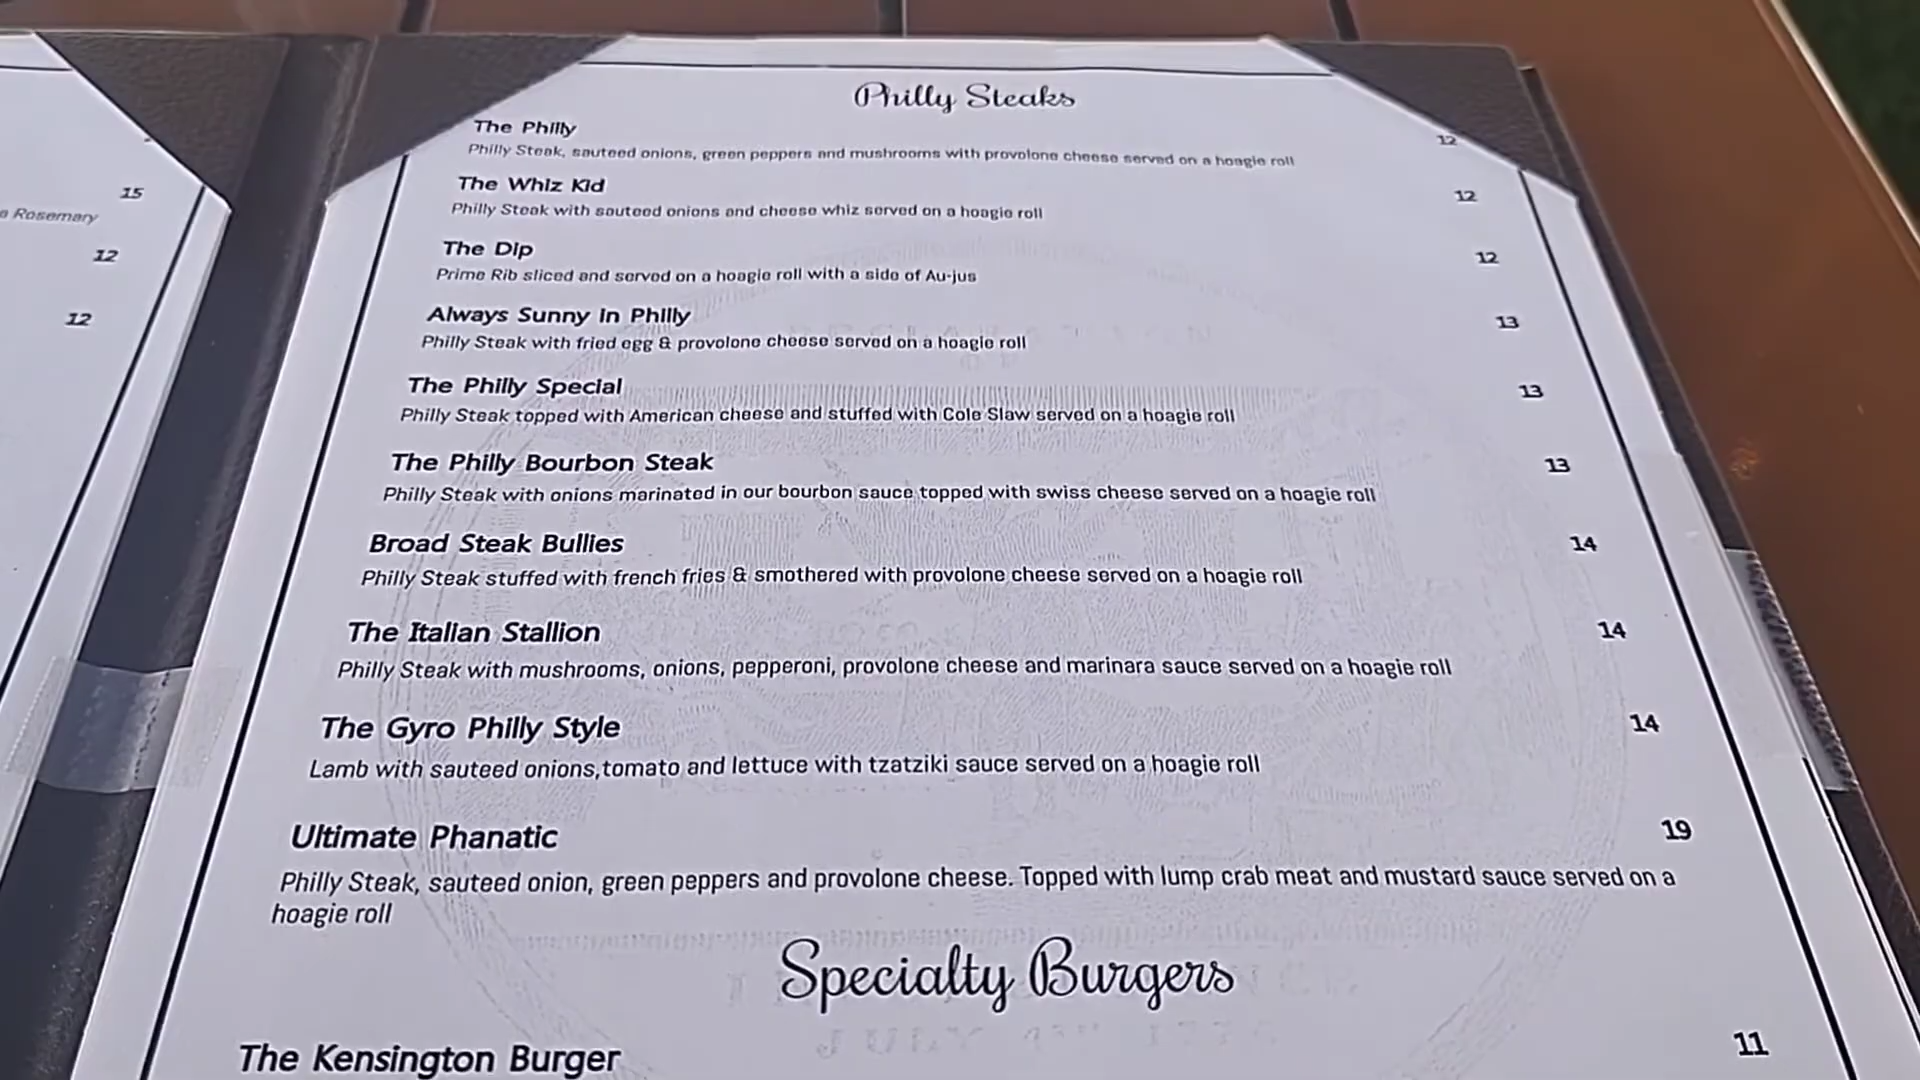 15
a Rosemary
12
12
Philly Steaks
The Philly 12
Philly Steak, sauteed onions, green peppers and mushrooms with provolone cheese served on a hoagie roll
The Whiz Kid 12
Philly Steak with sauteed onions and cheese whiz served on a hoagie roll
The Dip 12
Prime Rib sliced and served on a hoagie roll with a side of Au-jus
Always Sunny in Philly 13
Philly Steak with fried egg & provolone cheese served on a hoagie roll
The Philly Special 13
Philly Steak topped with American cheese and stuffed with Cole Slaw served on a hoagie roll
The Philly Bourbon Steak 13
Philly Steak with onions marinated in our bourbon sauce topped with swiss cheese served on a hoagie roll
Broad Steak Bullies 14
Philly Steak stuffed with french fries & smothered with provolone cheese served on a hoagie roll
The Italian Stallion 14
Philly Steak with mushrooms, onions, pepperoni, provolone cheese and marinara sauce served on a hoagie roll
The Gyro Philly Style 14
Lamb with sauteed onions,tomato and lettuce with tzatziki sauce served on a hoagie roll
Ultimate Phanatic 19
Philly Steak, sauteed onion, green peppers and provolone cheese. Topped with lump crab meat and mustard sauce served on a
hoagie roll
Specialty Burgers
The Kensington Burger 11